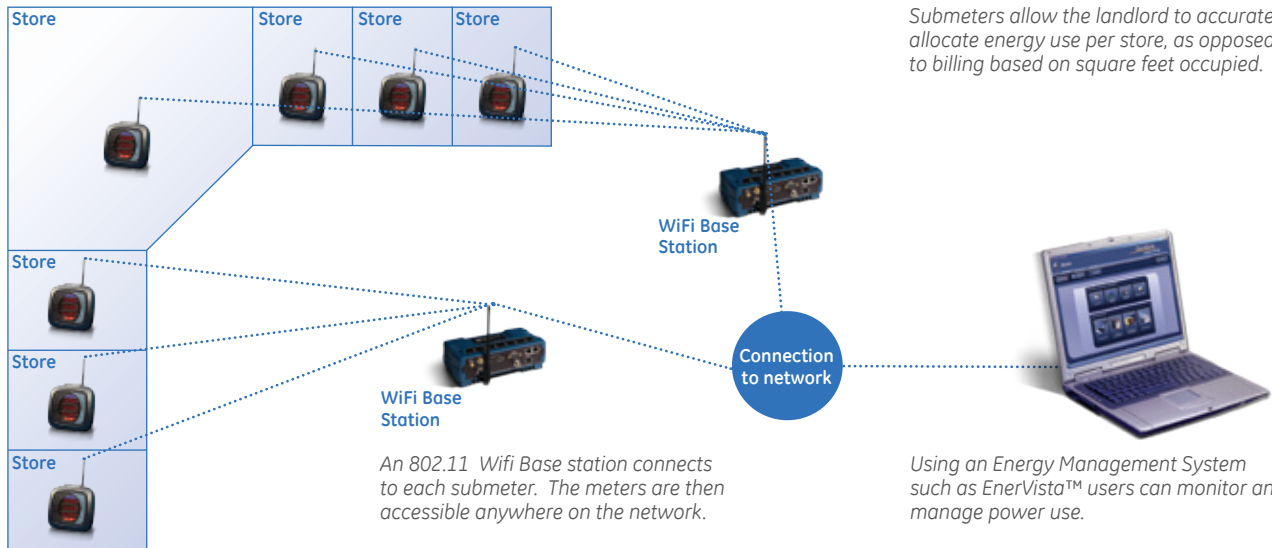 Store
Store
Store
Store
Submeters allow the landlord to accurate
allocate energy use per store, as opposed
to billing based on square feet occupied.
WiFi Base
Station
Store
Store
Store
WiFi Base
Station
Connection
to network
An 802.11 Wifi Base station connects
to each submeter. The meters are then
accessible anywhere on the network.
Using an Energy Management System
such as EnerVista™ users can monitor an
manage power use.